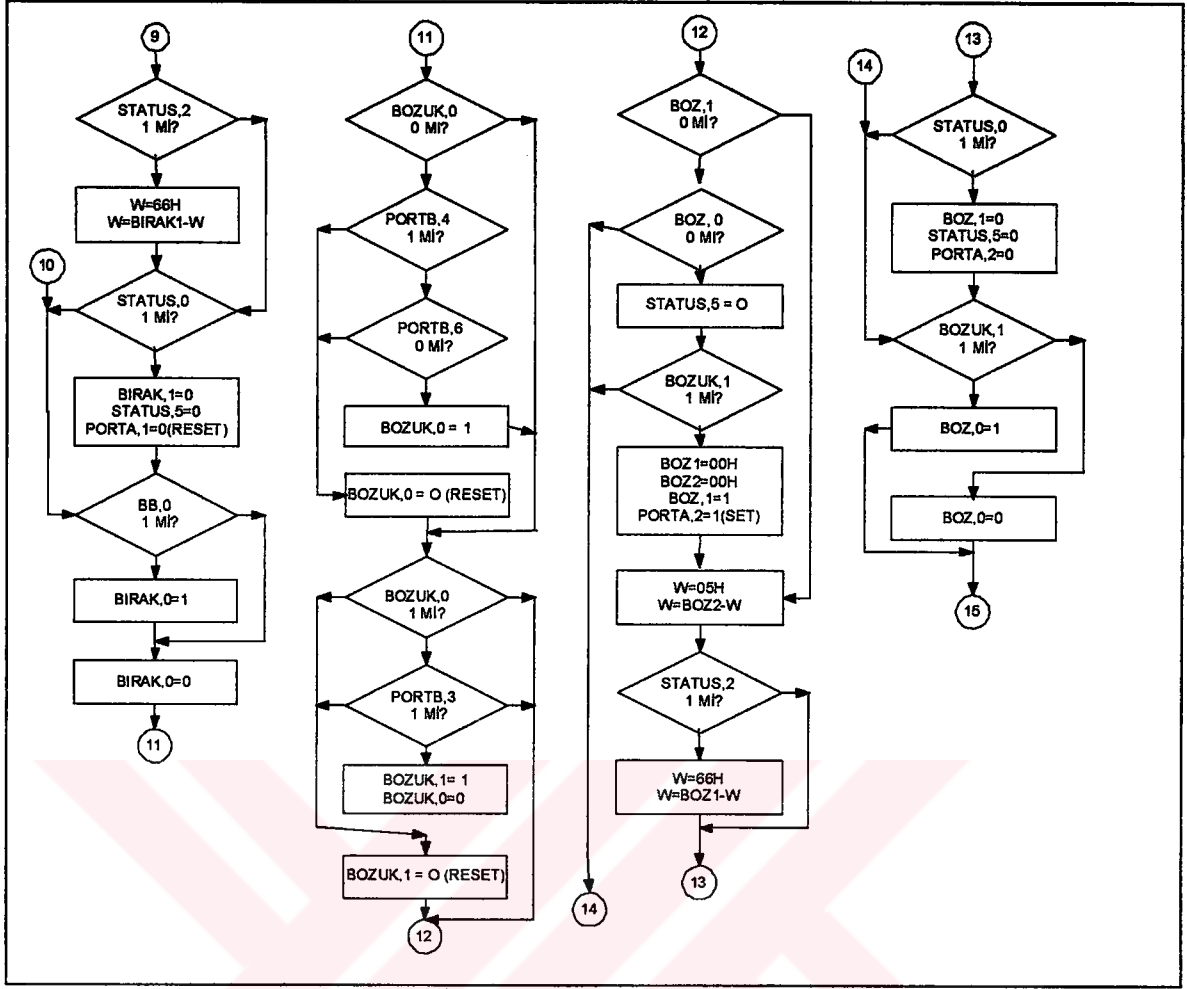 9
STATUS,2
1 Mİ?
W=66H
W=BIRAK1-W
10
STATUS,0
1 Mİ?
BIRAK,1=0
STATUS,5=0
PORTA,1=0(RESET)
BB,0
1 Mİ?
BIRAK,0=1
BIRAK,0=0
11
11
BOZUK,0
0 Mİ?
PORTB,4
1 Mİ?
PORTB,6
0 Mİ?
BOZUK,0 = 1
BOZUK,0 = O (RESET)
BOZUK,0
1 Mİ?
PORTB,3
1 Mİ?
BOZUK,1= 1
BOZUK,0=0
BOZUK,1 = O (RESET)
12
12
BOZ,1
0 Mİ?
BOZ, 0
0 Mİ?
STATUS,5 = O
BOZUK,1
1 Mİ?
BOZ1=00H
BOZ2=00H
BOZ,1=1
PORTA,2=1(SET)
W=05H
W=BOZ2-W
STATUS,2
1 Mİ?
W=66H
W=BOZ1-W
13
14
13
14
STATUS,0
1 Mİ?
BOZ,1=0
STATUS,5=0
PORTA,2=0
BOZUK,1
1 Mİ?
BOZ,0=1
BOZ,0=0
15